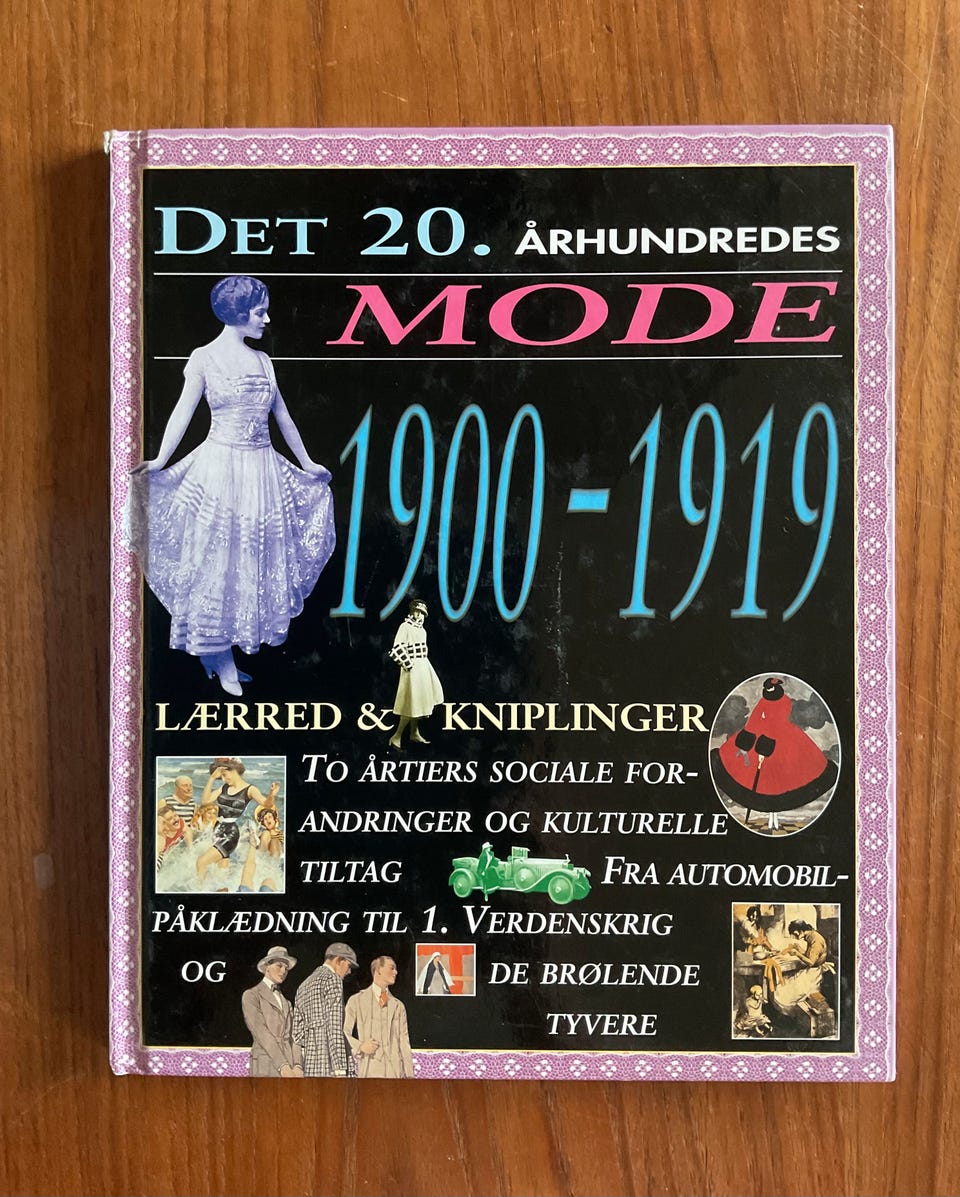 DET 20. ÅRHUNDREDES
MODE
1900-1919
LÆRRED & KNIPLINGER
TO ÅRTIERS SOCIALE FOR-
ANDRINGER OG KULTURELLE
TILTAG FRA AUTOMOBIL-
PÅKLÆDNING TIL 1. VERDENSKRIG
OG DE BRØLENDE
TYVERE